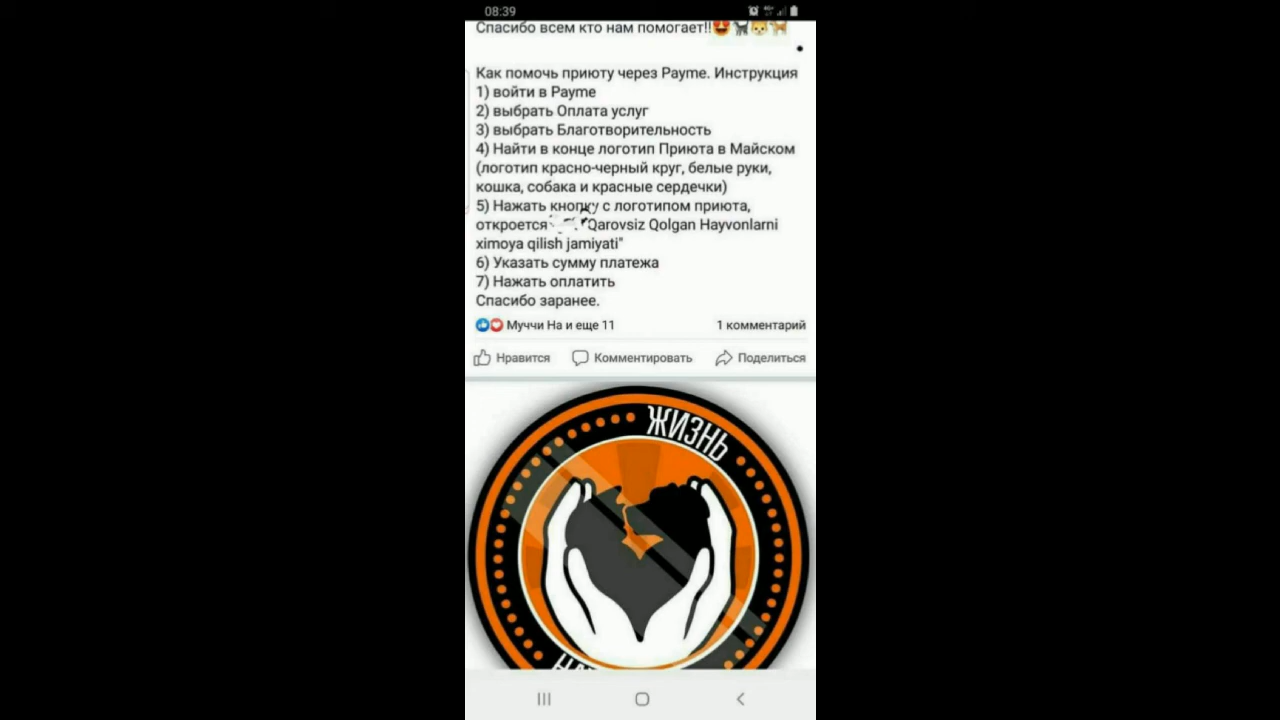 08:39
Спасибо всем кто нам помогает!!
Как помочь приюту через Payme. Инструкция
1) войти в Payme
2) выбрать Оплата услуг
3) выбрать Благотворительность
4) Найти в конце логотип Приюта в Майском
(логотип красно-черный круг, белые руки,
кошка, собака и красные сердечки)
5) Нажать кнопку с логотипом приюта,
откроется Qarovsiz Qolgan Hayvonlarni
ximoya qilish jamiyati"
6) Указать сумму платежа
7) Нажать оплатить
Спасибо заранее.
Муччи На и еще 11 1 комментарий
Нравится Комментировать Поделиться
ЖИЗНЬ